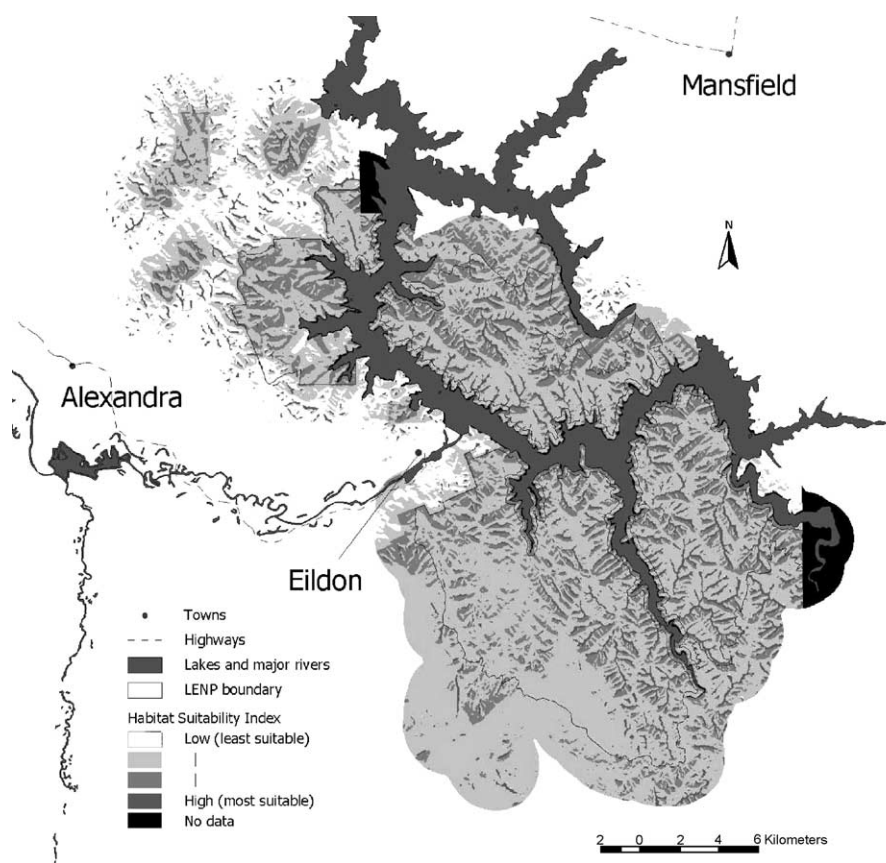 Mansfield
N
Alexandra
Eildon
Towns
Highways
Lakes and major rivers
LENP boundary
Habitat Suitability Index
Low (least suitable)
High (most suitable)
No data
2 0 2 4 6 Kilometers